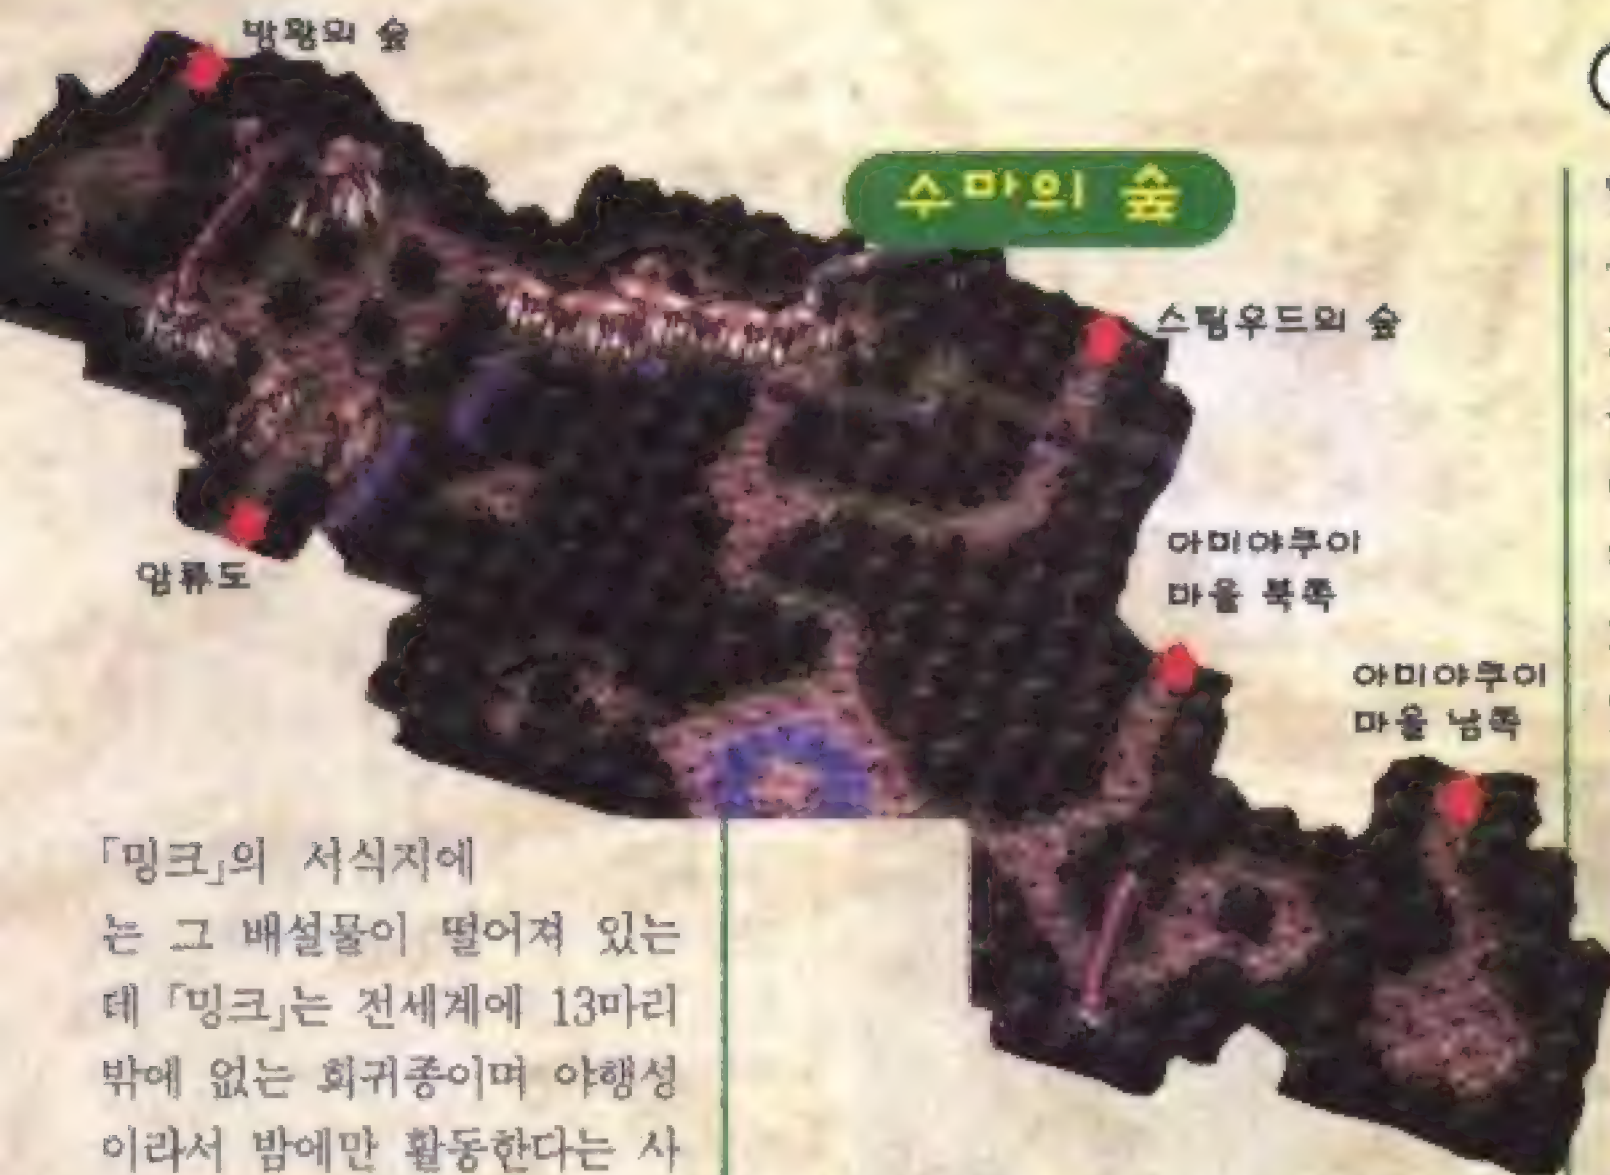 방황의 숲
수마의 숲
스팀우드의 숲
아미야쿠이
마을 북쪽
암류도
아미야쿠이
마을 남쪽
「밍크」의 서식지에
는 그 배설물이 떨어져 있는
데 「밍크」는 전세계에 13마리
밖에 없는 희귀종이며 야행성
이라서 밤에만 활동한다는 사